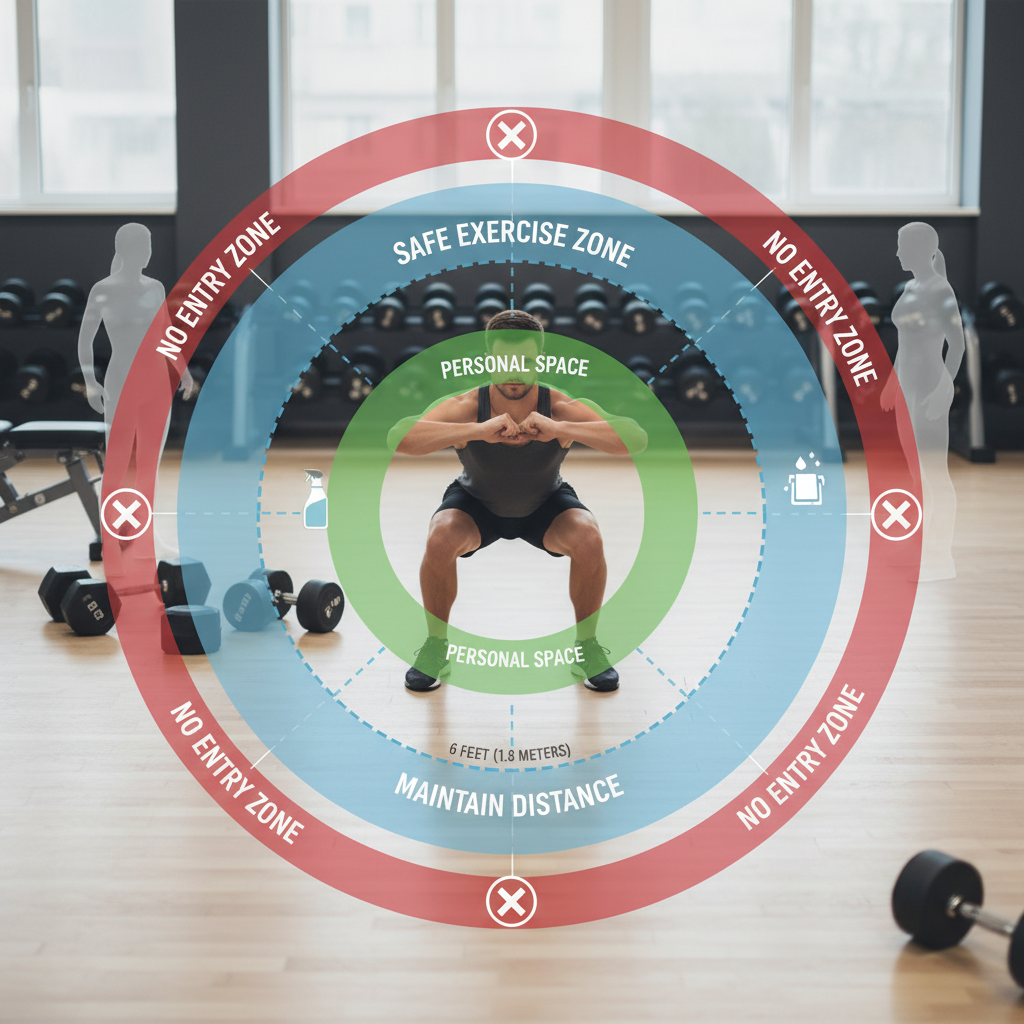 SAFE EXERCISE ZONE
NO ENTRY ZONE
NO ENTRY ZONE
PERSONAL SPACE
PERSONAL SPACE
6 FEET (1.8 METERS)
MAINTAIN DISTANCE
NO ENTRY ZONE
NO ENTRY ZONE